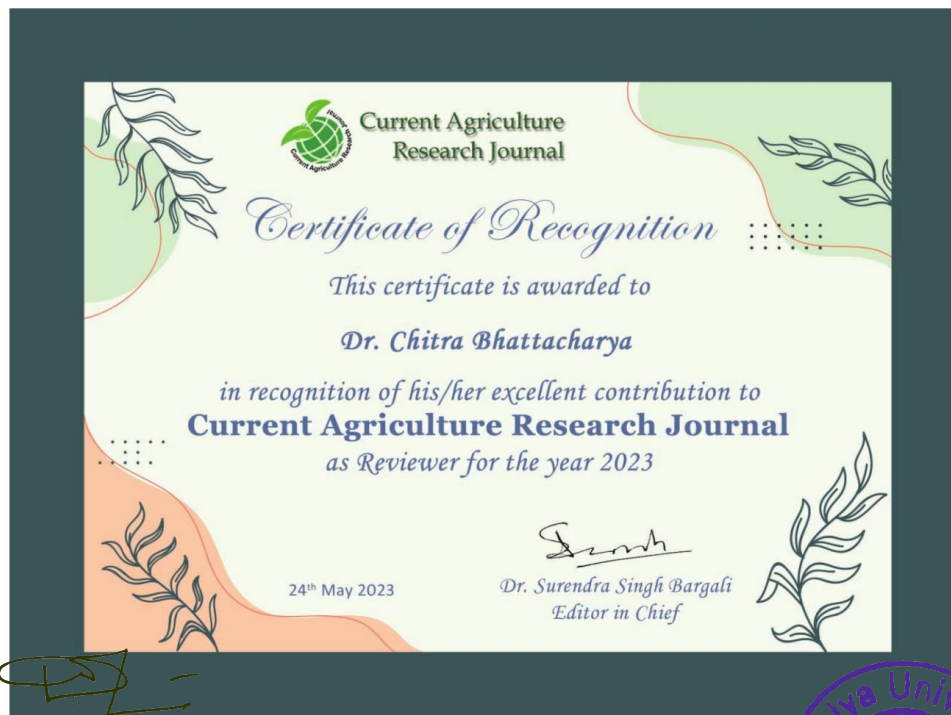 Current Agriculture
Research Journal
Current Agriculture Research Journal
Certificate of Recognition
This certificate is awarded to
Dr. Chitra Bhattacharya
in recognition of his/her excellent contribution to
Current Agriculture Research Journal
as Reviewer for the year 2023
24th May 2023
Dr. Surendra Singh Bargali
Editor in Chief